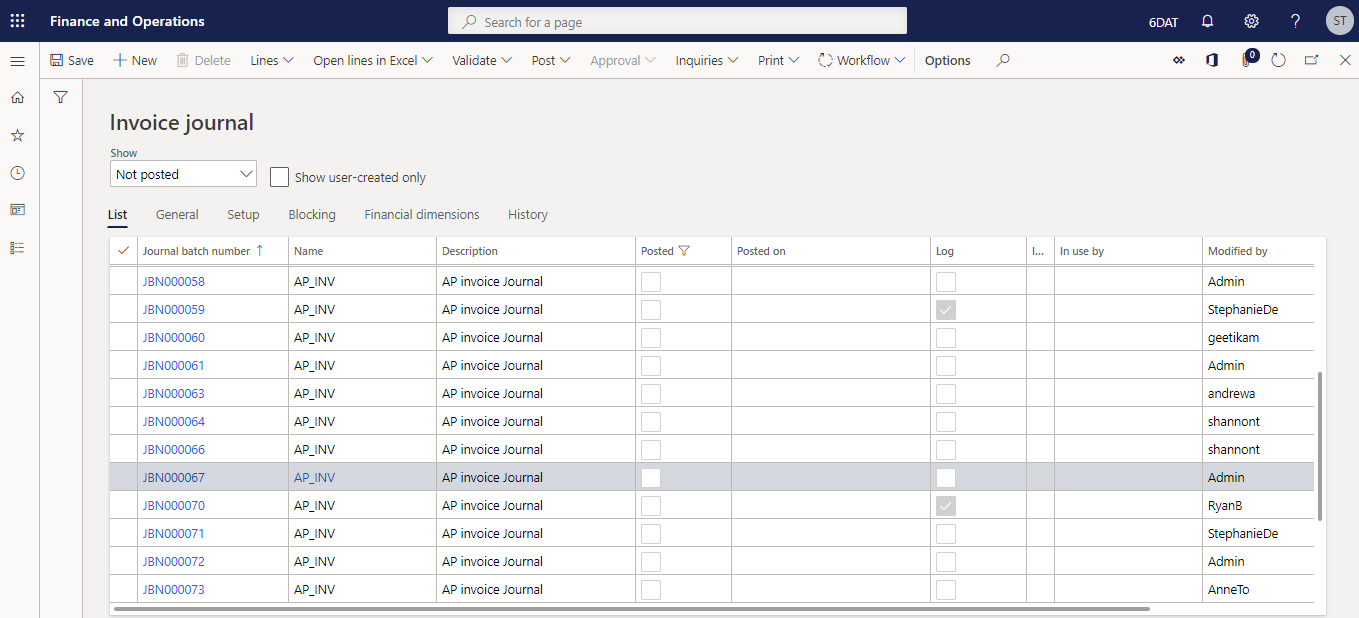 Finance and Operations Search for a page 6DAT ? ST
Save New Delete Lines Open lines in Excel Validate Post Approval Inquiries Print Workflow Options 0
Invoice journal
Show
Not posted Show user-created only
List General Setup Blocking Financial dimensions History
Journal batch number Name Description Posted Posted on Log I... In use by Modified by
JBN000058 AP_INV AP invoice Journal Admin
JBN000059 AP_INV AP invoice Journal StephanieDe
JBN000060 AP_INV AP invoice Journal geetikam
JBN000061 AP_INV AP invoice Journal Admin
JBN000063 AP_INV AP invoice Journal andrewa
JBN000064 AP_INV AP invoice Journal shannont
JBN000066 AP_INV AP invoice Journal shannont
JBN000067 AP_INV AP invoice Journal Admin
JBN000070 AP_INV AP invoice Journal RyanB
JBN000071 AP_INV AP invoice Journal StephanieDe
JBN000072 AP_INV AP invoice Journal Admin
JBN000073 AP_INV AP invoice Journal AnneTo